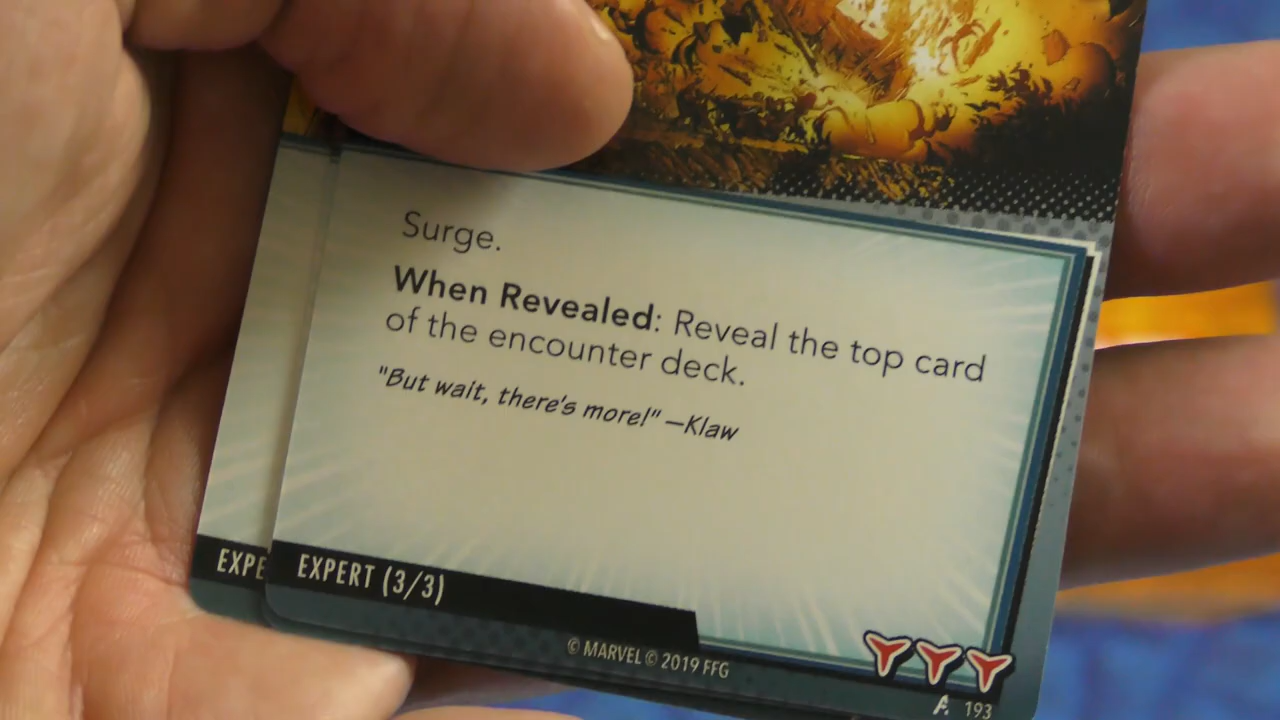 Surge.
When Revealed: Reveal the top card
of the encounter deck.
"But wait, there's more!" –Klaw
EXPE
EXPERT (3/3)
© MARVEL © 2019 FFG
193